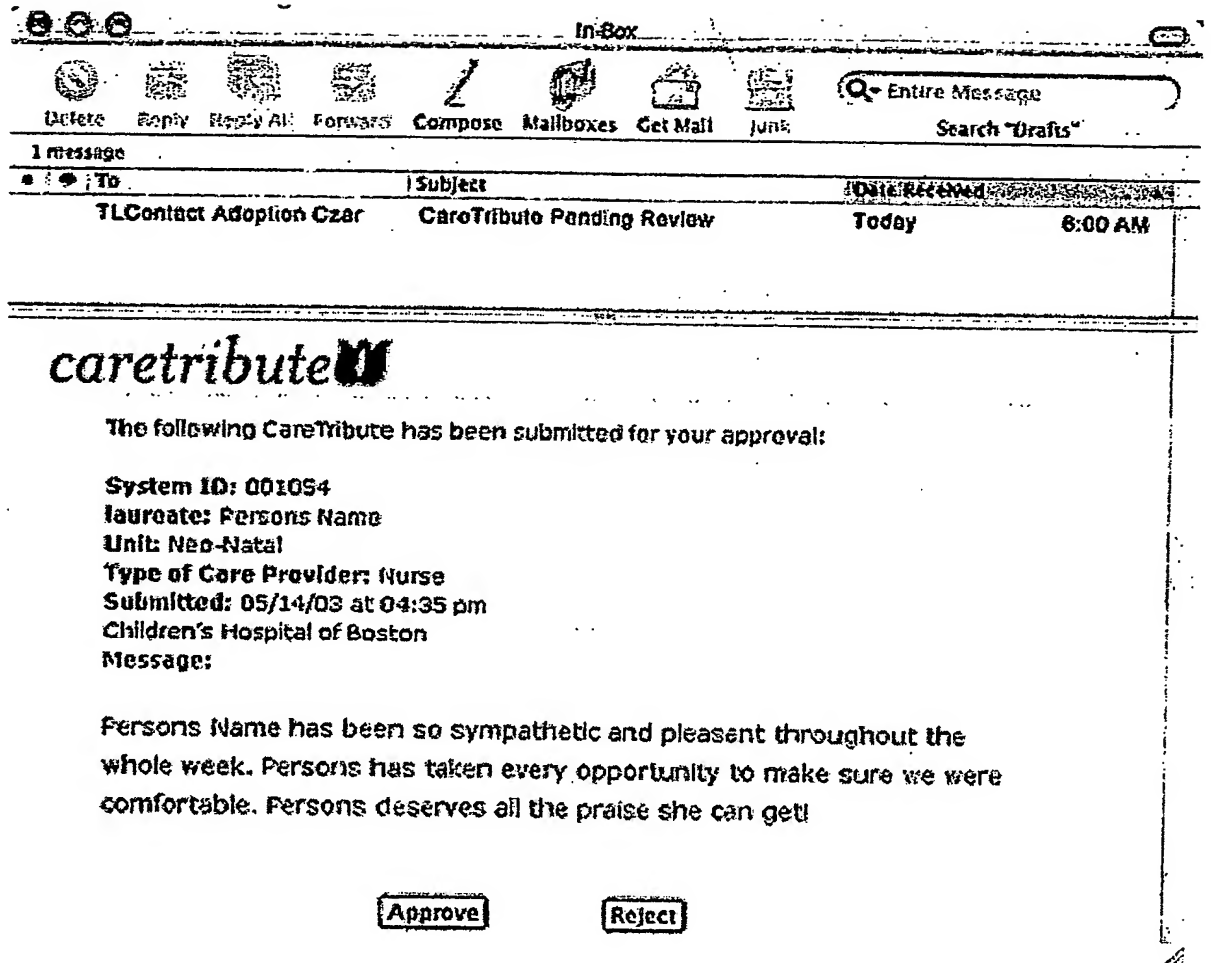 In-Box
Delete Reply Reply All Forward Compose Mailboxes Get Mail Junk
Entire Message
Search "Drafts"
1 message
To Subject Date Received
TLContact Adoption Czar CareTribute Pending Review Today 6:00 AM
caretribute
The following CareTribute has been submitted for your approval:
System ID: 001094
laureate: Persons Name
Unit: Neo-Natal
Type of Care Provider: Nurse
Submitted: 05/14/03 at 04:35 pm
Children's Hospital of Boston
Message:
Persons Name has been so sympathetic and pleasent throughout the
whole week. Persons has taken every opportunity to make sure we were
comfortable. Persons deserves all the praise she can get!
Approve Reject